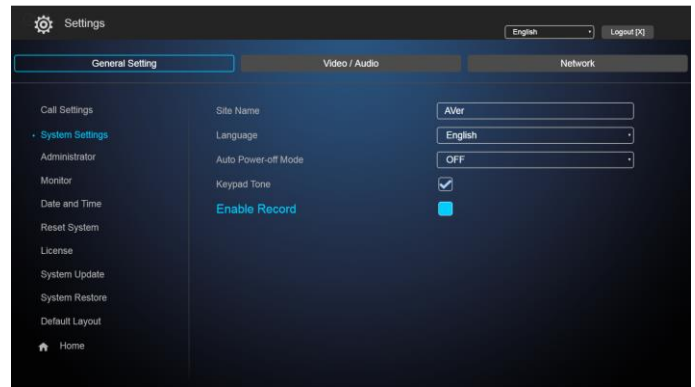 Settings
English
Logout [X]
General Setting
Video / Audio
Network
Call Settings
System Settings
Administrator
Monitor
Date and Time
Reset System
License
System Update
System Restore
Default Layout
Home
Site Name
AVer
Language
English
Auto Power-off Mode
OFF
Keypad Tone
Enable Record